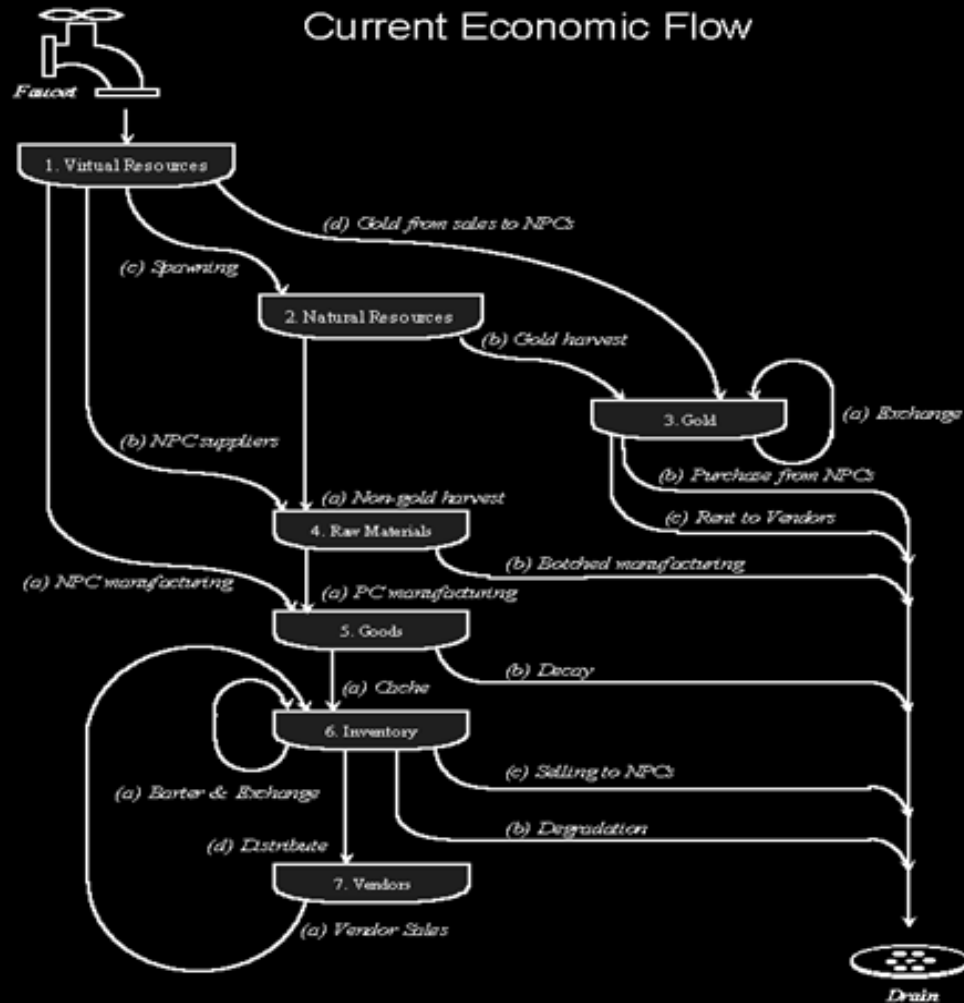 Current Economic Flow
Faucet
1. Virtual Resources
(d) Gold from sales to NPCs
(c) Spawning
2. Natural Resources
(b) Gold harvest
3. Gold
(a) Exchange
(b) NPC suppliers
(b) Purchase from NPCs
(a) Non-gold harvest
(c) Rent to Vendors
4. Raw Materials
(b) Botched manufacturing
(a) NPC manufacturing
(a) PC manufacturing
5. Goods
(b) Decay
(a) Cache
6. Inventory
(c) Selling to NPCs
(a) Barter & Exchange
(b) Degradation
(d) Distribute
7. Vendors
(a) Vendor Sales
Drain